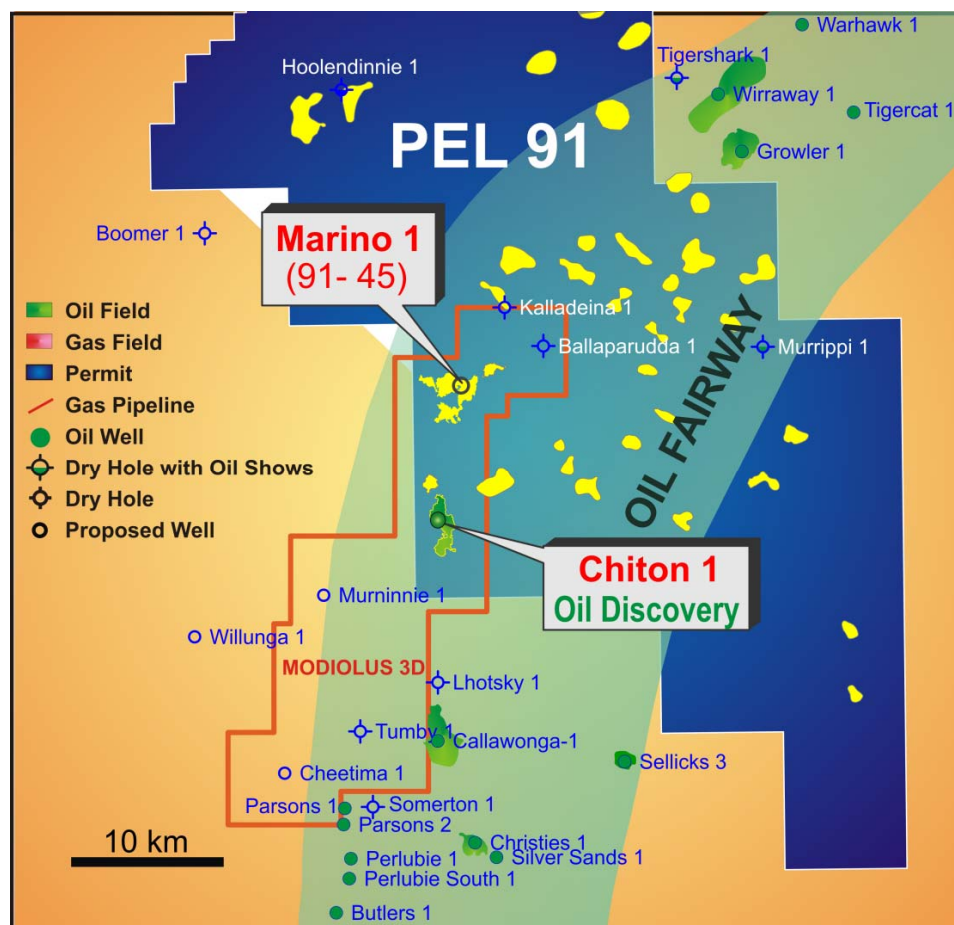 Warhawk 1
Tigershark 1
Hoolendinnie 1
Wirraway 1
Tigercat 1
PEL 91
Growler 1
Boomer 1
Marino 1
(91- 45)
Kalladeina 1
Ballaparudda 1
Murrippi 1
Oil Field
Gas Field
Permit
Gas Pipeline
Oil Well
Dry Hole with Oil Shows
Dry Hole
Proposed Well
OIL FAIRWAY
Chiton 1
Oil Discovery
Murninnie 1
Willunga 1
MODIOLUS 3D
Lhotsky 1
Tumby 1
Callawonga-1
Sellicks 3
Cheetima 1
Parsons 1
Somerton 1
Parsons 2
10 km
Christies 1
Perlubie 1
Silver Sands 1
Perlubie South 1
Butlers 1